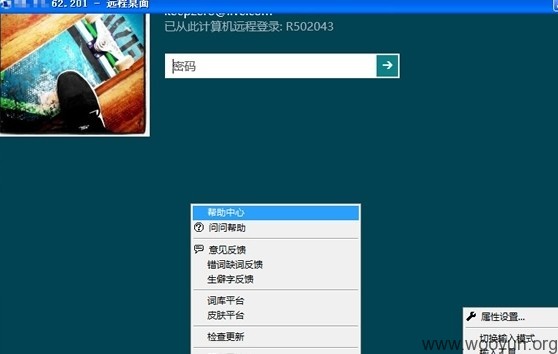 62.201 - 远程桌面
已从此计算机远程登录: R502043
密码
帮助中心
问问帮助
意见反馈
错词缺词反馈
生僻字反馈
词库平台
皮肤平台
检查更新
属性设置...
切换输入模式
www.wooyun.org